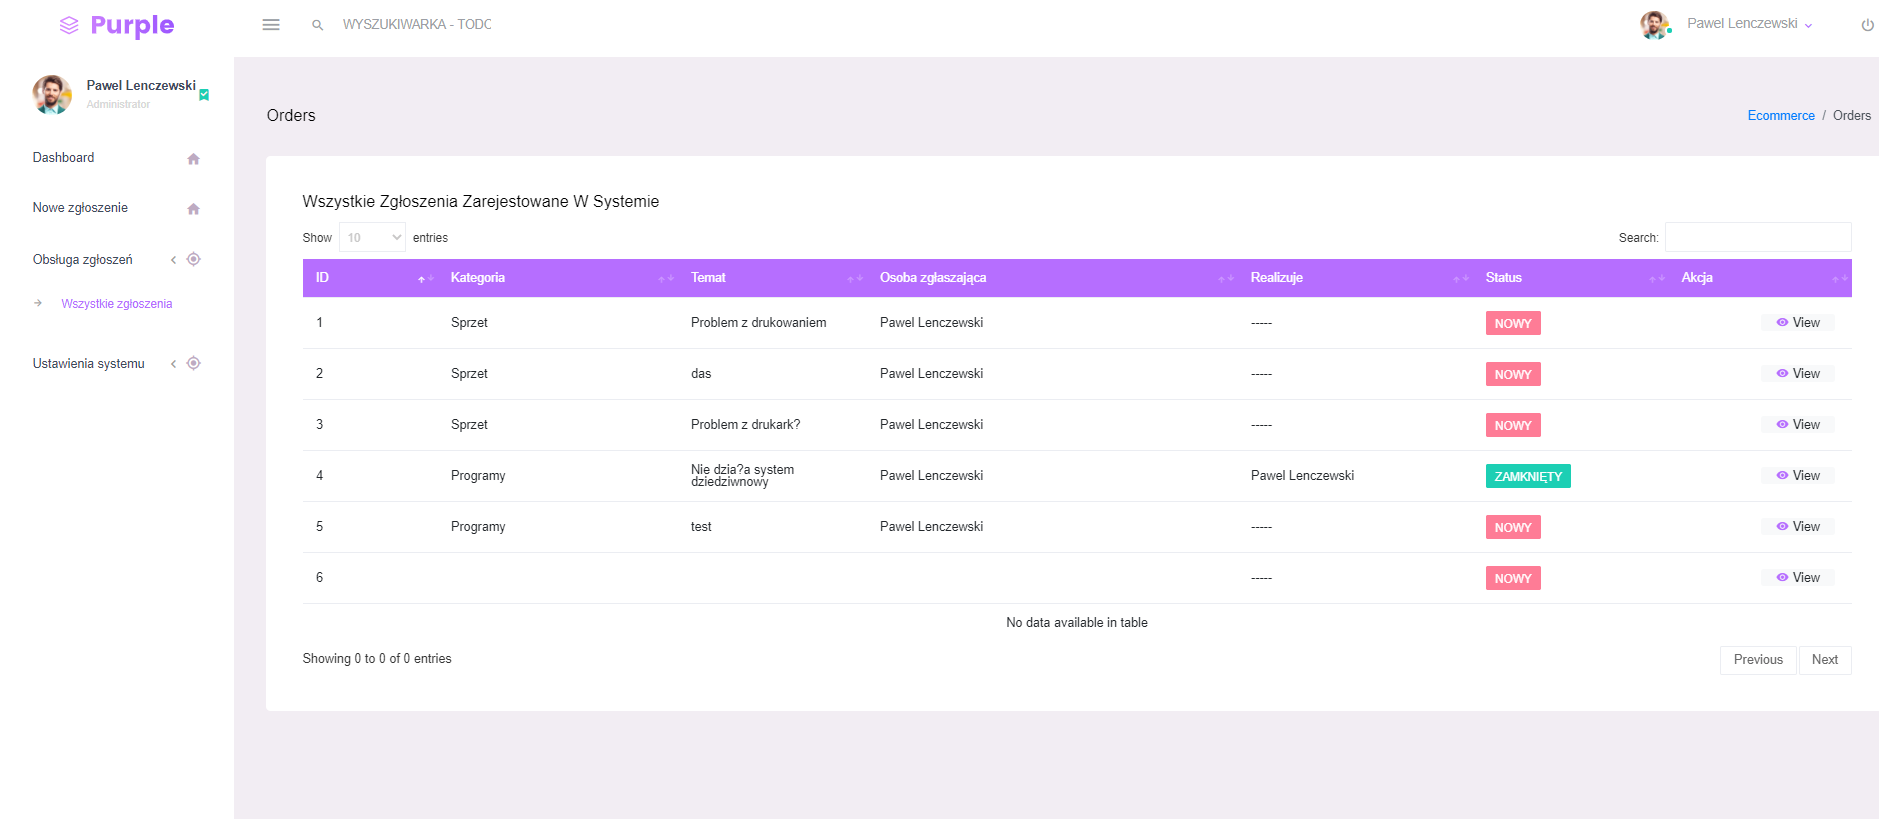 Purple
WYSZUKIWARKA - TODO
Pawel Lenczewski
Pawel Lenczewski
Administrator
Dashboard
Nowe zgłoszenie
Obsługa zgłoszeń
Wszystkie zgłoszenia
Ustawienia systemu
Orders
Ecommerce / Orders
Wszystkie Zgłoszenia Zarejestowane W Systemie
Show 10 entries
Search:
ID Kategoria Temat Osoba zgłaszająca Realizuje Status Akcja
1 Sprzet Problem z drukowaniem Pawel Lenczewski ----- NOWY View
2 Sprzet das Pawel Lenczewski ----- NOWY View
3 Sprzet Problem z drukark? Pawel Lenczewski ----- NOWY View
4 Programy Nie dzia?a system Pawel Lenczewski Pawel Lenczewski ZAMKNIĘTY View
dziedziwnowy
5 Programy test Pawel Lenczewski ----- NOWY View
6 ----- NOWY View
No data available in table
Showing 0 to 0 of 0 entries
Previous Next